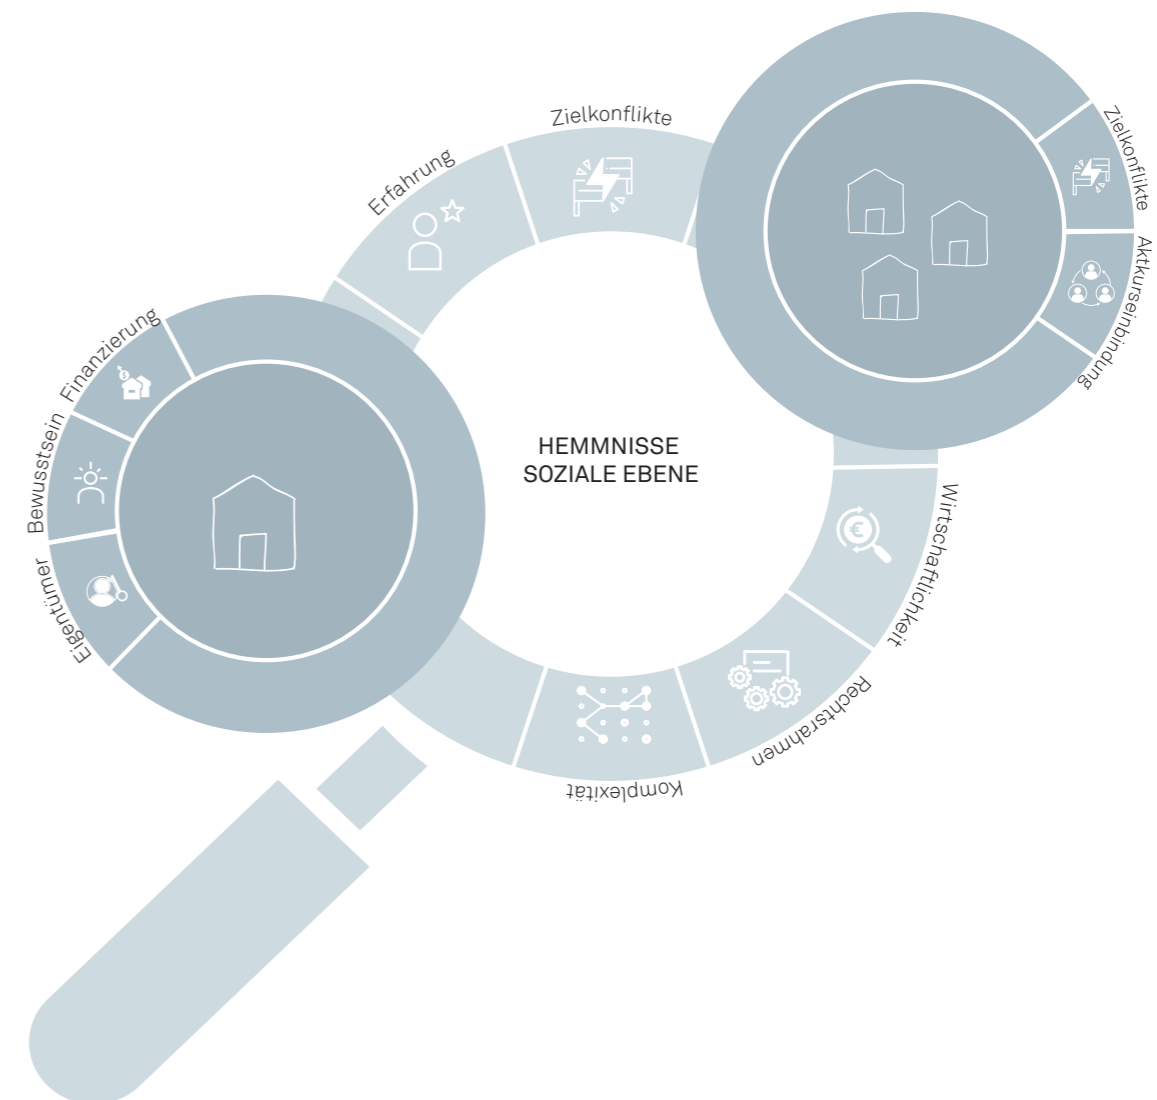 Zielkonflikte
Erfahrung
Zielkonflikte
Aktkurseinbindung
Finanzierung
Bewusstsein
Eigentümer
HEMMNISSE
SOZIALE EBENE
Wirtschaftlichkeit
Rechtsrahmen
Komplexität